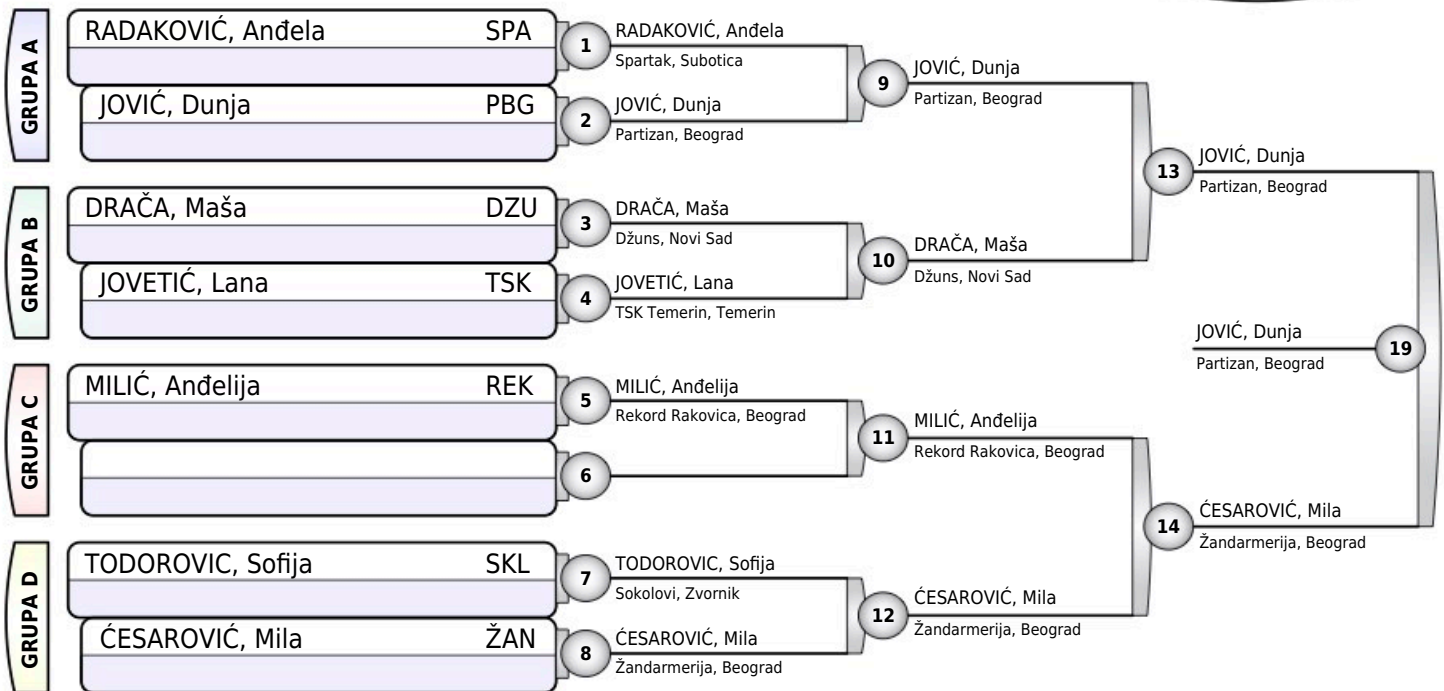 GRUPA A
RADAKOVIĆ, Anđela SPA
JOVIĆ, Dunja PBG
1
RADAKOVIĆ, Anđela
Spartak, Subotica
2
JOVIĆ, Dunja
Partizan, Beograd
9
JOVIĆ, Dunja
Partizan, Beograd
GRUPA B
DRAČA, Maša DZU
JOVETIĆ, Lana TSK
3
DRAČA, Maša
Džuns, Novi Sad
4
JOVETIĆ, Lana
TSK Temerin, Temerin
10
DRAČA, Maša
Džuns, Novi Sad
13
JOVIĆ, Dunja
Partizan, Beograd
GRUPA C
MILIĆ, Anđelija REK
5
MILIĆ, Anđelija
Rekord Rakovica, Beograd
6
11
MILIĆ, Anđelija
Rekord Rakovica, Beograd
GRUPA D
TODOROVIC, Sofija SKL
ĆESAROVIĆ, Mila ŽAN
7
TODOROVIC, Sofija
Sokolovi, Zvornik
8
ĆESAROVIĆ, Mila
Žandarmerija, Beograd
12
ĆESAROVIĆ, Mila
Žandarmerija, Beograd
14
ĆESAROVIĆ, Mila
Žandarmerija, Beograd
JOVIĆ, Dunja
Partizan, Beograd
19